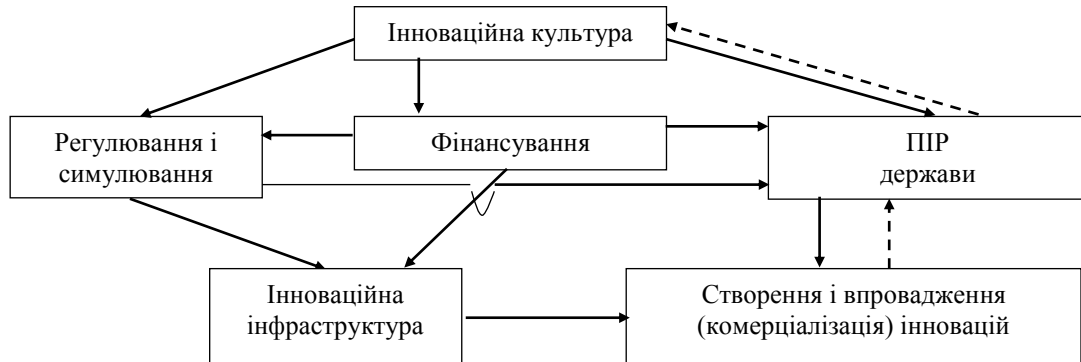 Інноваційна культура
Регулювання і
симулювання
Фінансування
ПІР
держави
Інноваційна
інфраструктура
Створення і впровадження
(комерціалізація) інновацій